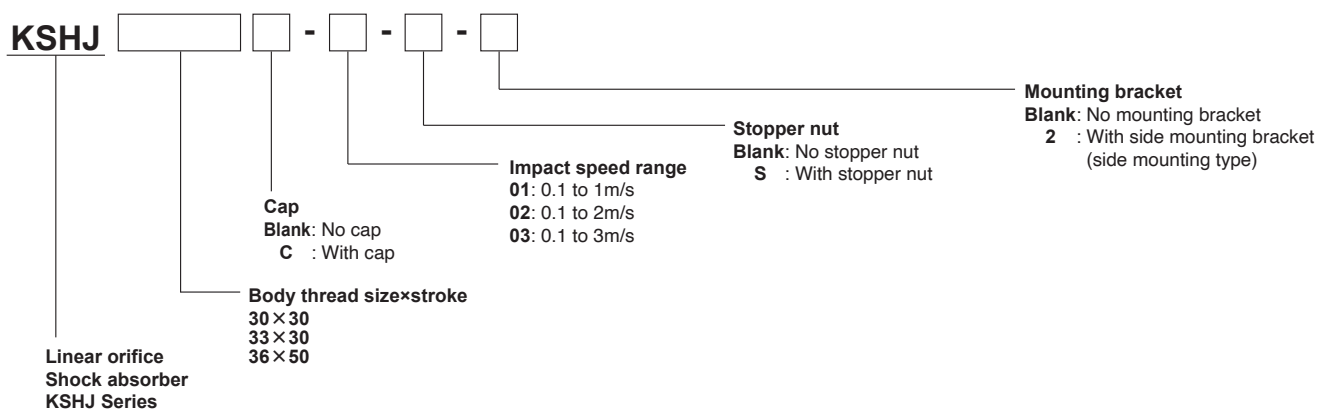 KSHJ - - -
Mounting bracket
Blank: No mounting bracket
2 : With side mounting bracket
(side mounting type)
Stopper nut
Blank: No stopper nut
S : With stopper nut
Impact speed range
01: 0.1 to 1m/s
02: 0.1 to 2m/s
03: 0.1 to 3m/s
Cap
Blank: No cap
C : With cap
Body thread size×stroke
30×30
33×30
36×50
Linear orifice
Shock absorber
KSHJ Series